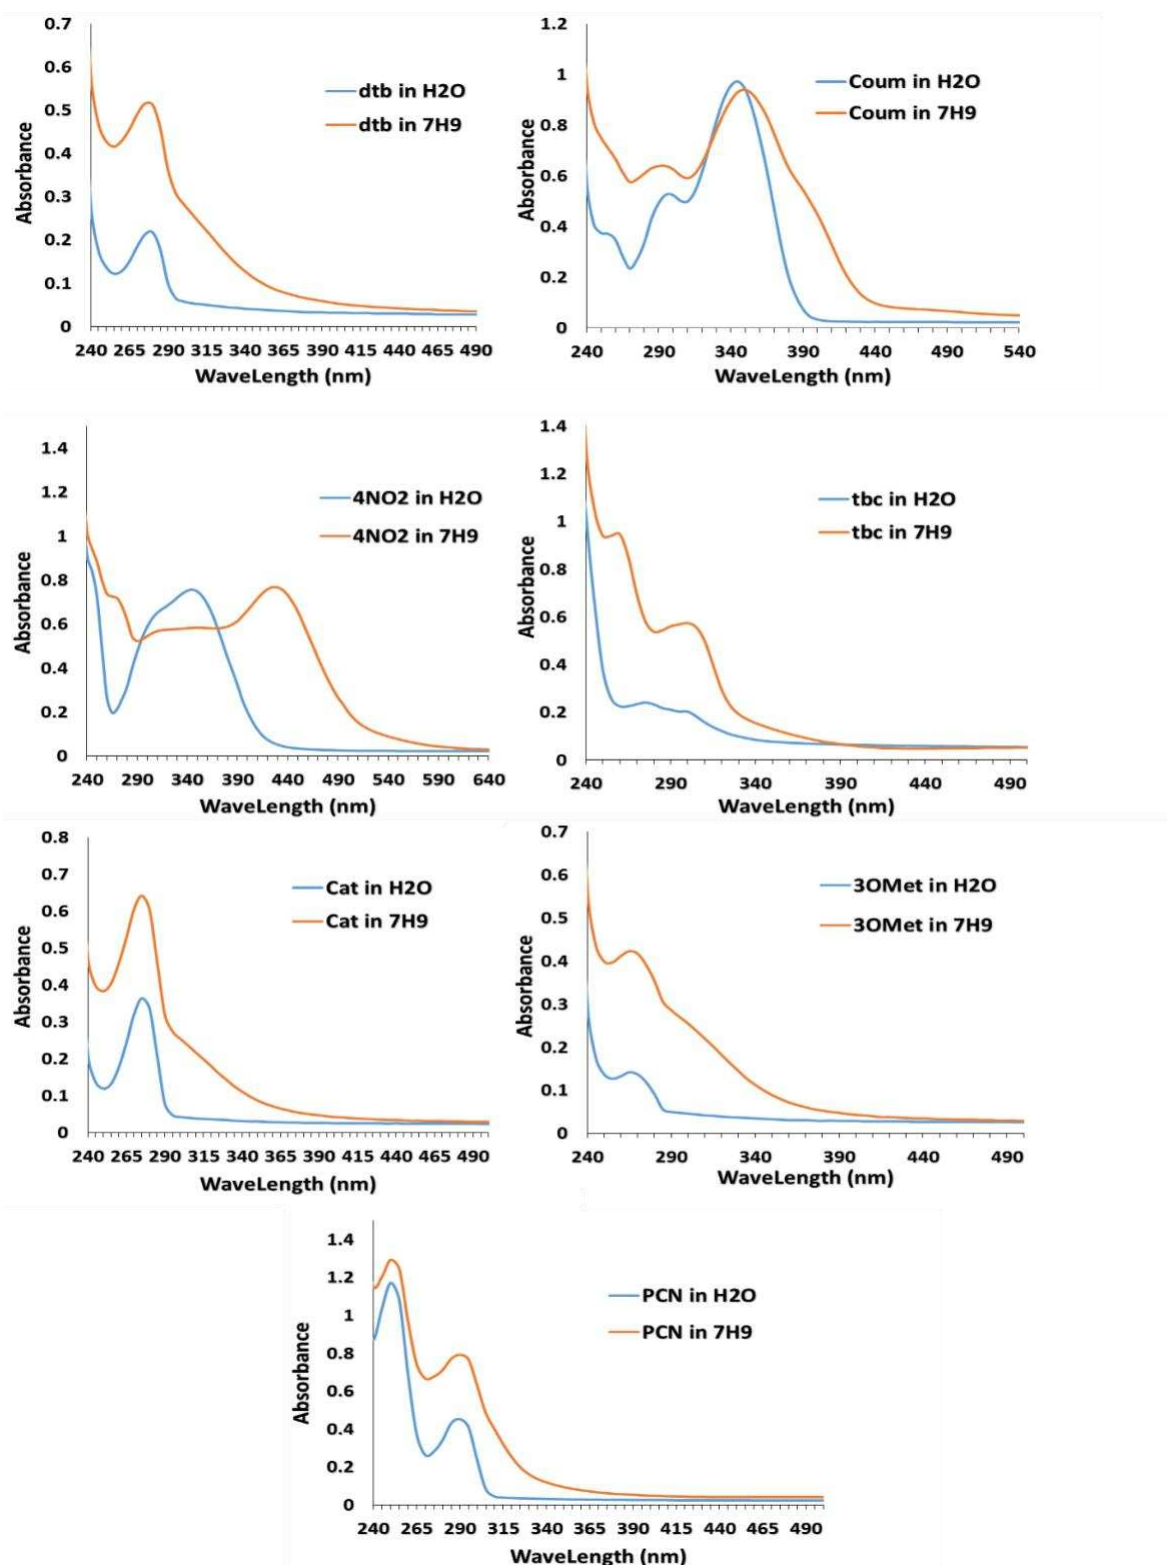 0.7
0.6
0.5
0.4
0.3
0.2
0.1
0
Absorbance
dtb in H2O
dtb in 7H9
240 265 290 315 340 365 390 415 440 465 490
WaveLength (nm)
1.2
1
0.8
0.6
0.4
0.2
0
Absorbance
Coum in H2O
Coum in 7H9
240 290 340 390 440 490 540
WaveLength (nm)
1.4
1.2
1
0.8
0.6
0.4
0.2
0
Absorbance
4NO2 in H2O
4NO2 in 7H9
240 290 340 390 440 490 540 590 640
WaveLength (nm)
1.4
1.2
1
0.8
0.6
0.4
0.2
0
Absorbance
tbc in H2O
tbc in 7H9
240 290 340 390 440 490
WaveLength (nm)
0.8
0.7
0.6
0.5
0.4
0.3
0.2
0.1
0
Absorbance
Cat in H2O
Cat in 7H9
240 265 290 315 340 365 390 415 440 465 490
WaveLength (nm)
0.7
0.6
0.5
0.4
0.3
0.2
0.1
0
Absorbance
3OMet in H2O
3OMet in 7H9
240 290 340 390 440 490
WaveLength (nm)
1.4
1.2
1
0.8
0.6
0.4
0.2
0
Absorbance
PCN in H2O
PCN in 7H9
240 265 290 315 340 365 390 415 440 465 490
WaveLength (nm)